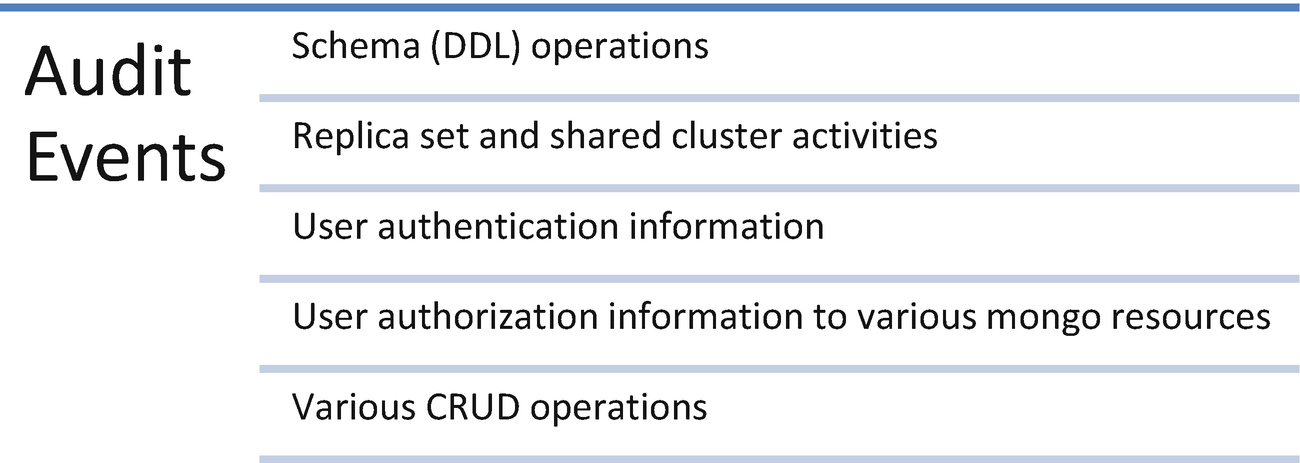 Audit
Events
Schema (DDL) operations
Replica set and shared cluster activities
User authentication information
User authorization information to various mongo resources
Various CRUD operations